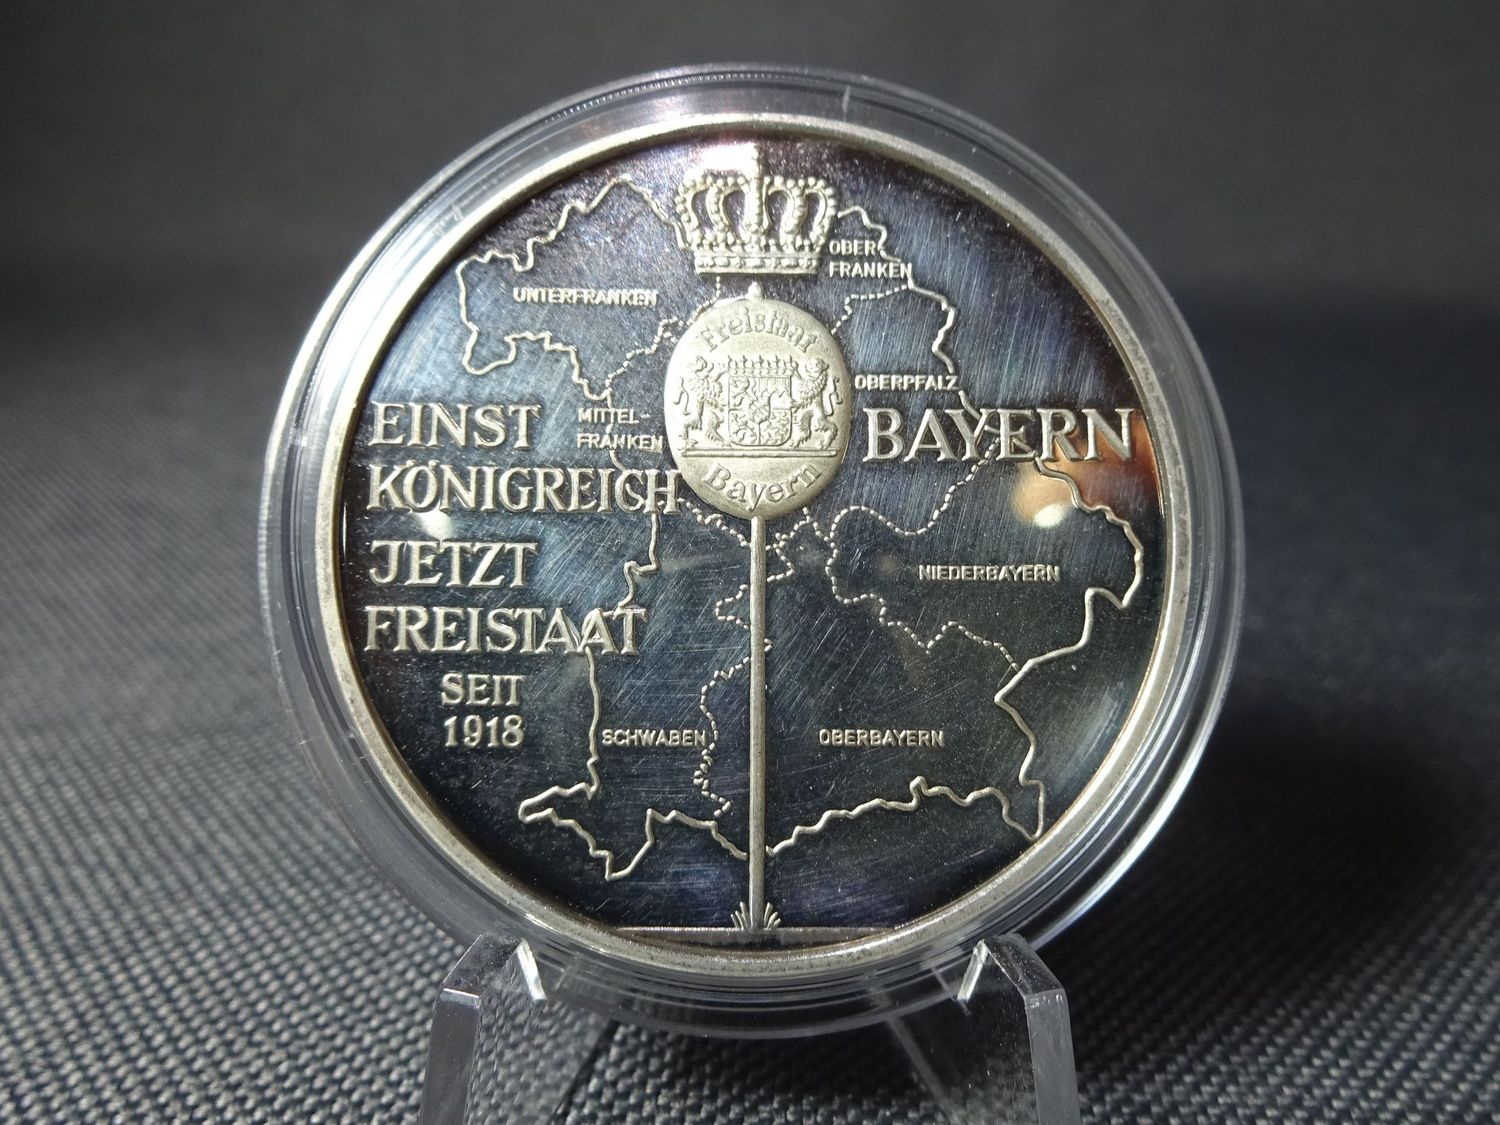 OBER
FRANKEN
UNTERFRANKEN
Freistaat
Bayern
OBERPFALZ
MITTEL-
FRANKEN
EINST
KÖNIGREICH
BAYERN
JETZT
FREISTAAT
SEIT
1918
NIEDERBAYERN
SCHWABEN
OBERBAYERN